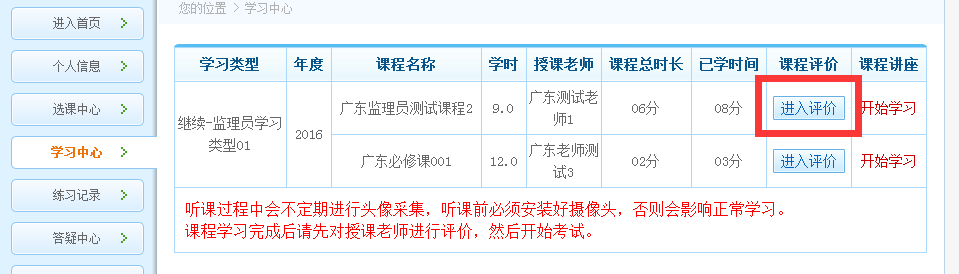 您的位置 > 学习中心
进入首页
个人信息
选课中心
学习中心
练习记录
答疑中心
学习类型 年度 课程名称 学时 授课老师 课程总时长 已学时间 课程评价 课程讲座
继续-监理员学习
类型01
2016
广东监理员测试课程2 9.0 广东测试老
师1
06分 08分 进入评价 开始学习
广东必修课001 12.0 广东老师测
试3
02分 03分 进入评价 开始学习
听课过程中会不定期进行头像采集，听课前必须安装好摄像头，否则会影响正常学习。
课程学习完成后请先对授课老师进行评价，然后开始考试。